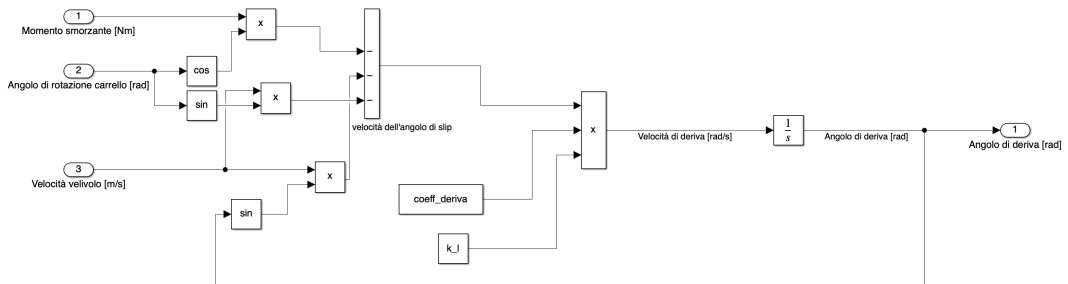 1
Momento smorzante [Nm]
x
2
Angolo di rotazione carrello [rad]
cos
sin
x
velocità dell'angolo di slip
3
Velocità velivolo [m/s]
x
sin
coeff_deriva
k_l
x
Velocità di deriva [rad/s]
1
s
Angolo di deriva [rad]
1
Angolo di deriva [rad]